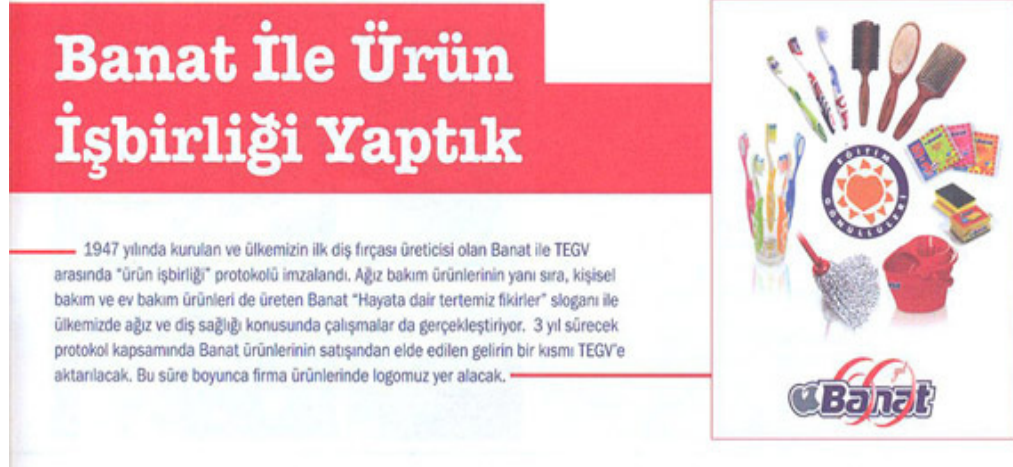 Banat İle Ürün
İşbirliği Yaptık
1947 yılında kurulan ve ülkemizin ilk diş fırçası üreticisi olan Banat ile TEGV
arasında “ürün işbirliği” protokolü imzalandı. Ağız bakım ürünlerinin yanı sıra, kişisel
bakım ve ev bakım ürünleri de üreten Banat “Hayata dair tertemiz fikirler” sloganı ile
ülkemizde ağız ve diş sağlığı konusunda çalışmalar da gerçekleştiriyor. 3 yıl sürecek
protokol kapsamında Banat ürünlerinin satışından elde edilen gelirin bir kısmı TEGV'e
aktarılacak. Bu süre boyunca firma ürünlerinde logomuz yer alacak.
EĞİTİM
GÖNÜLLÜLERİ
Banat